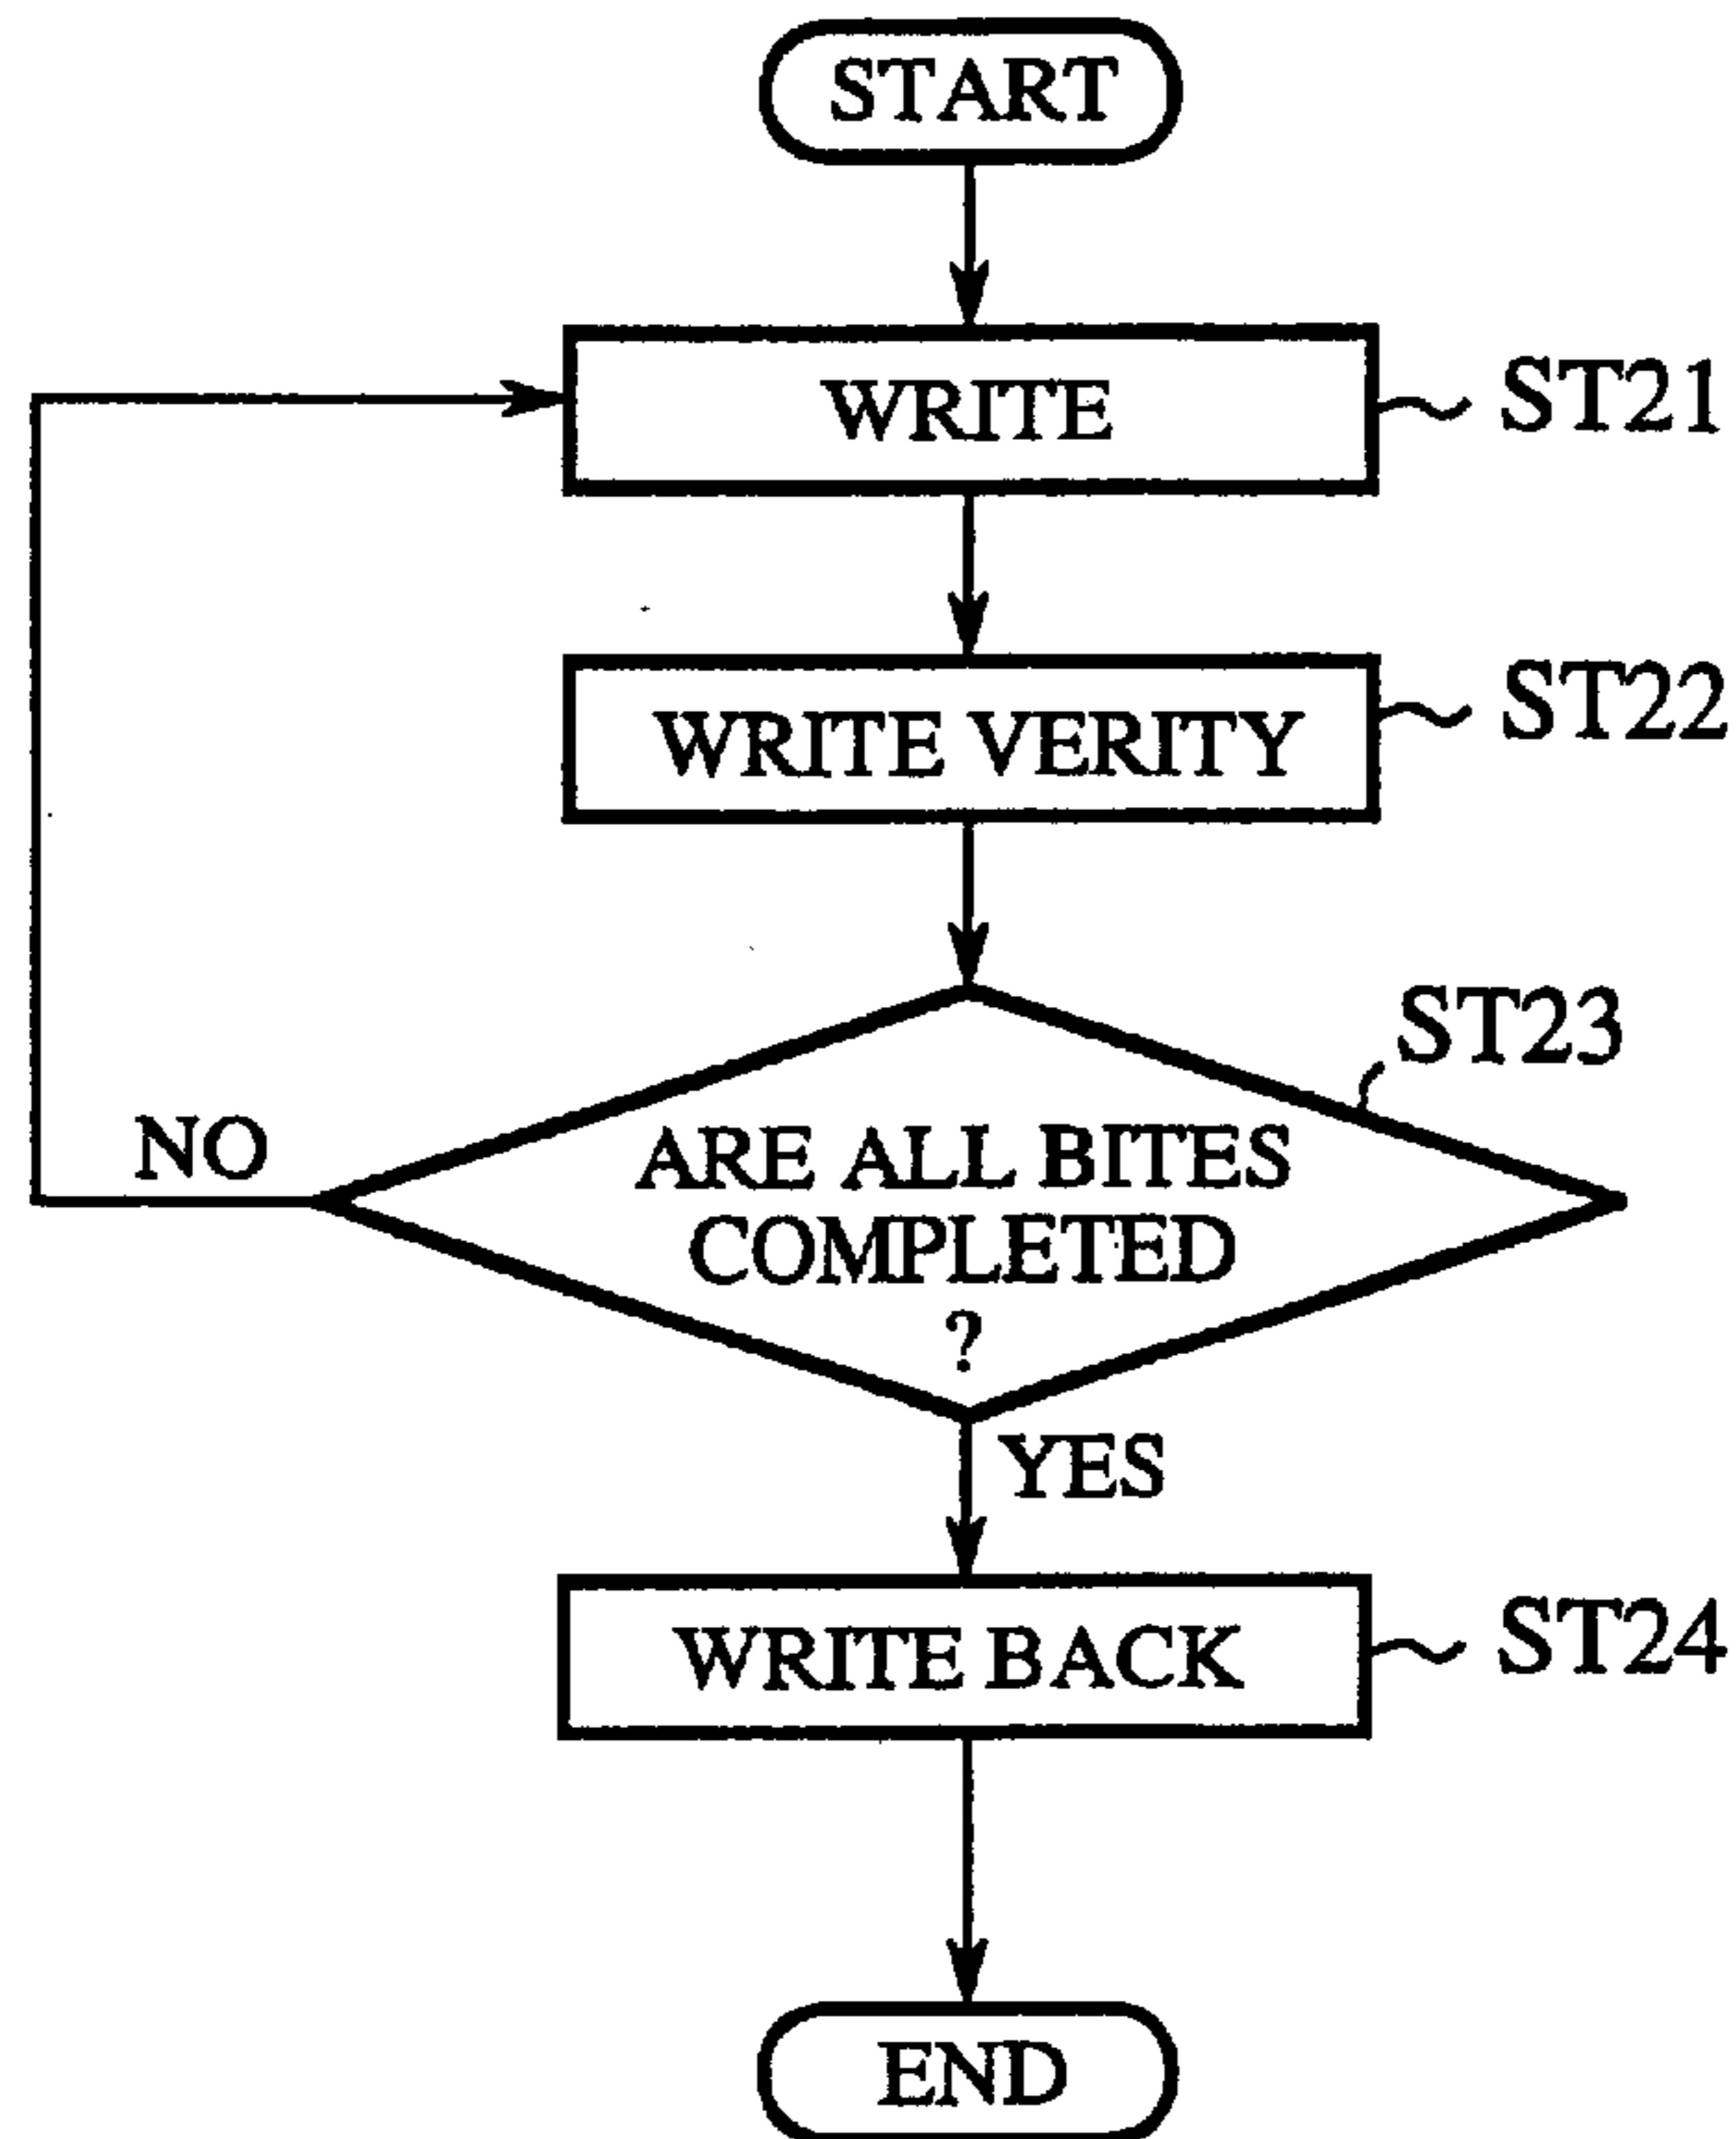 START
WRITE
ST21
WRITE VERITY
ST22
ST23
NO
ARE ALL BITES
COMPLETED
?
YES
WRITE BACK
ST24
END